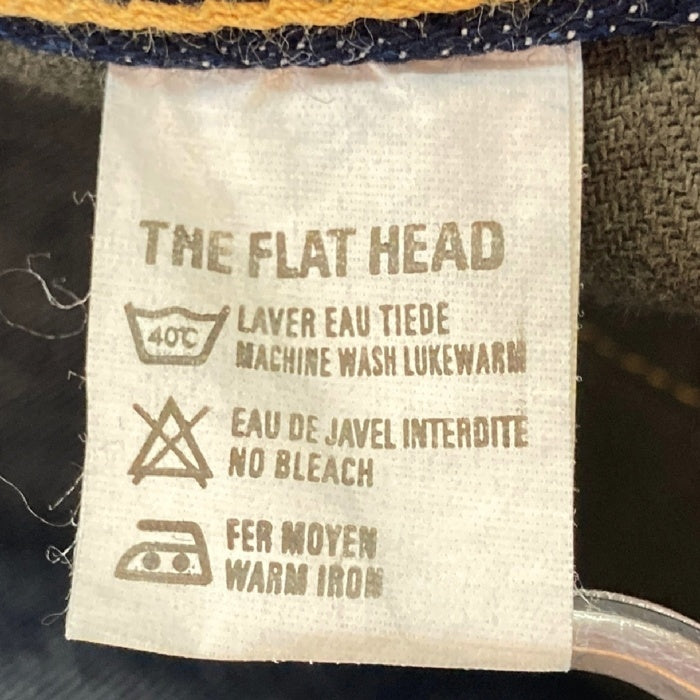 THE FLAT HEAD
40℃ LAVER EAU TIEDE
MACHINE WASH LUKEWARM
EAU DE JAVEL INTERDITE
NO BLEACH
FER MOYEN
WARM IRON